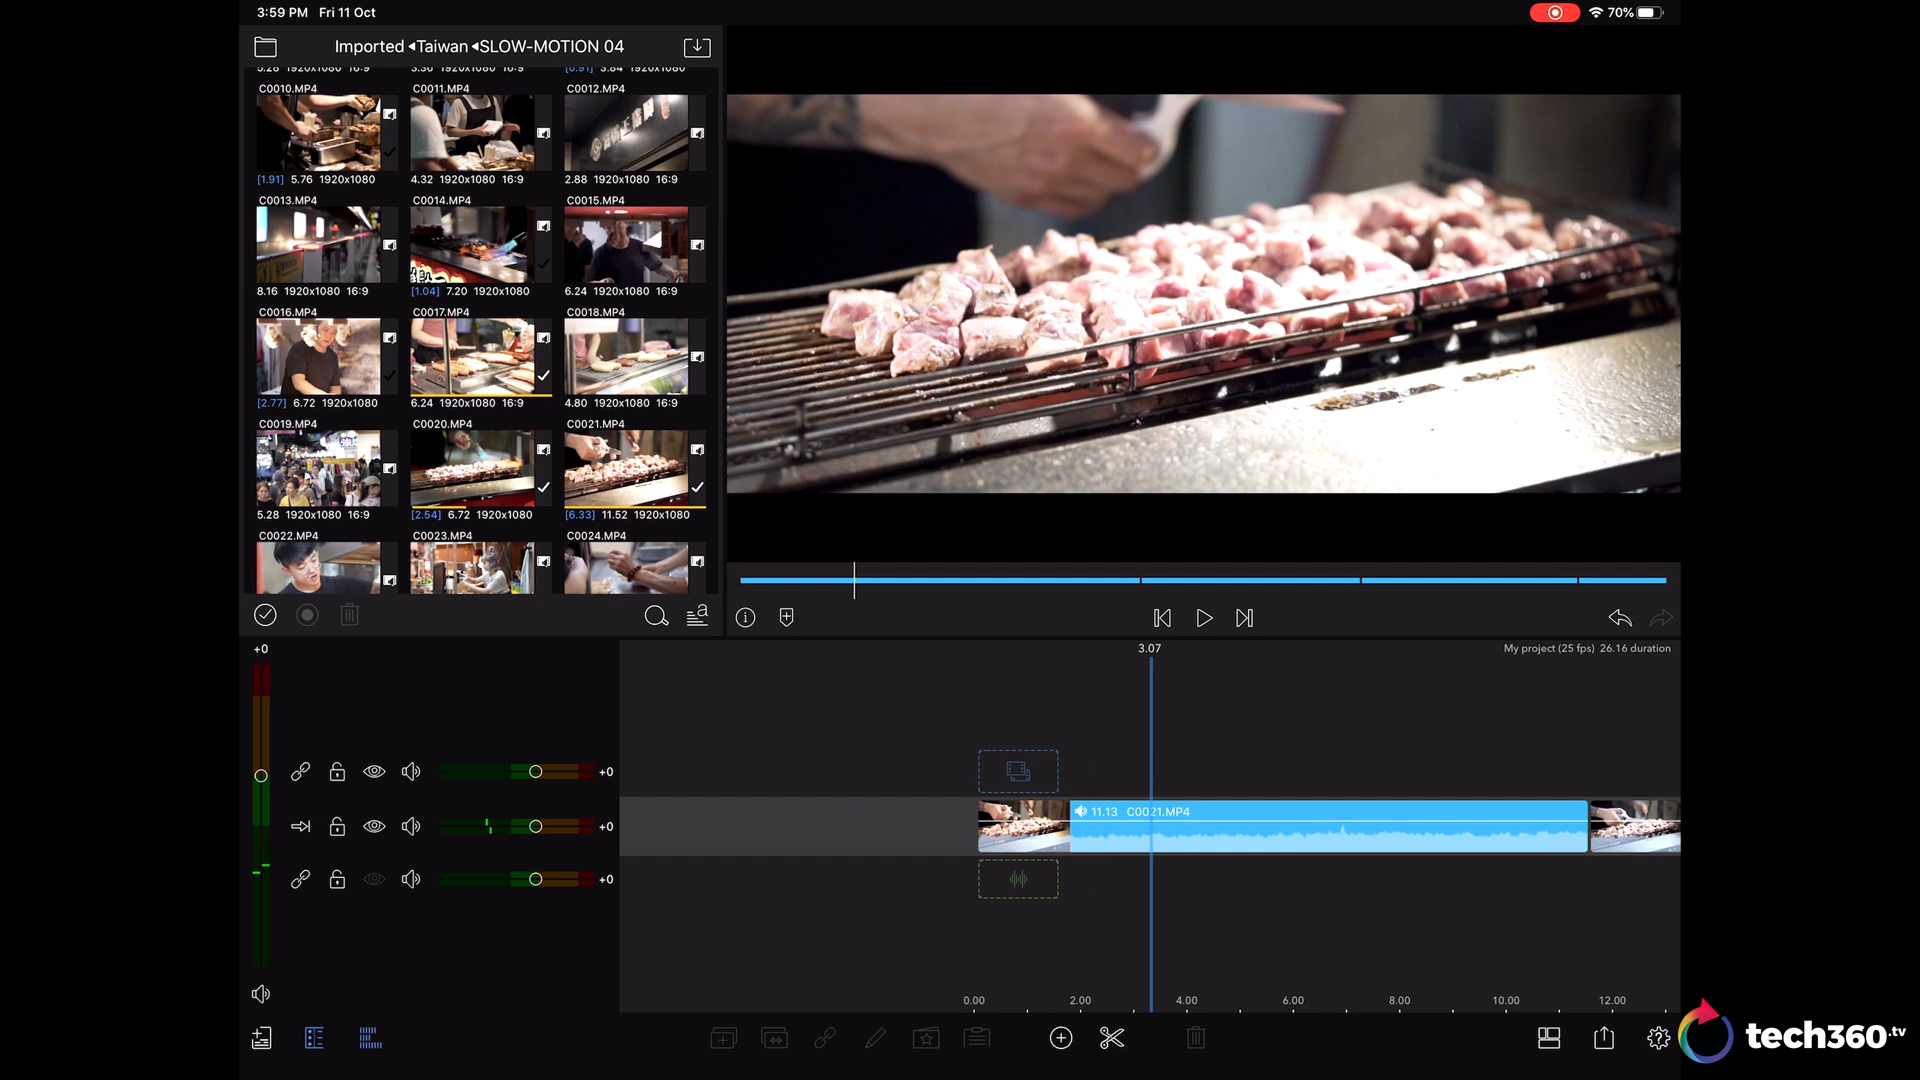 3:59 PM Fri 11 Oct
70%
Imported ◂Taiwan ◂SLOW-MOTION 04
5.28 1920x1080 16:9
3.36 1920x1080 16:9
[0.91] 3.84 1920x1080
C0010.MP4
C0011.MP4
C0012.MP4
[1.91] 5.76 1920x1080
4.32 1920x1080 16:9
2.88 1920x1080 16:9
C0013.MP4
C0014.MP4
C0015.MP4
8.16 1920x1080 16:9
[1.04] 7.20 1920x1080
6.24 1920x1080 16:9
C0016.MP4
C0017.MP4
C0018.MP4
[2.77] 6.72 1920x1080
6.24 1920x1080 16:9
4.80 1920x1080 16:9
C0019.MP4
C0020.MP4
C0021.MP4
5.28 1920x1080 16:9
[2.54] 6.72 1920x1080
[6.33] 11.52 1920x1080
C0022.MP4
C0023.MP4
C0024.MP4
+0
3.07
My project (25 fps) 26.16 duration
+0
11.13 C0021.MP4
+0
+0
0.00 2.00 4.00 6.00 8.00 10.00 12.00
tech360.tv